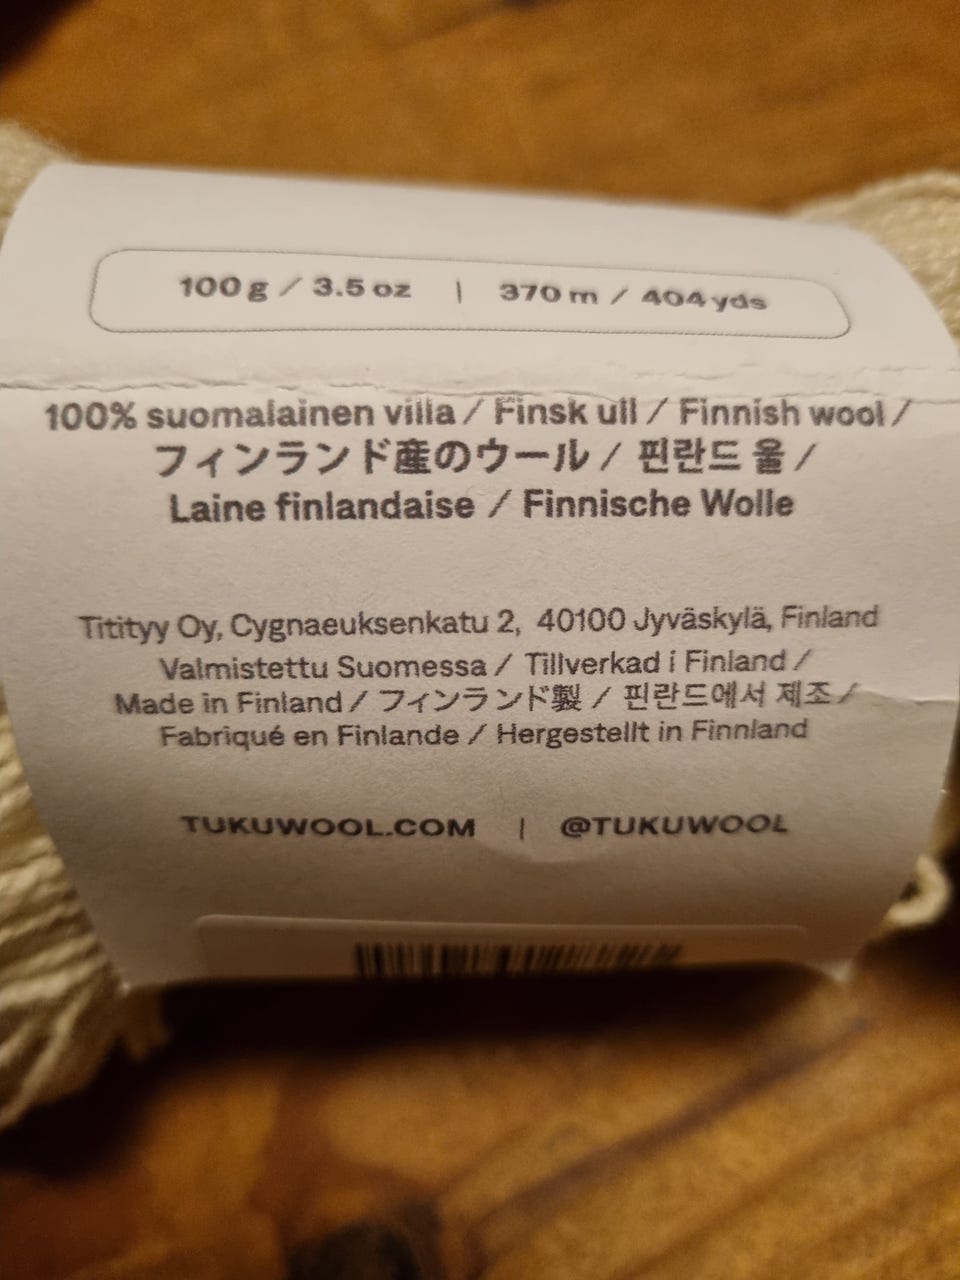 100 g / 3.5 oz | 370 m / 404 yds
100% suomalainen villa / Finsk ull / Finnish wool /
フィンランド産のウール / 핀란드 울 /
Laine finlandaise / Finnische Wolle
Titityy Oy, Cygnaeuksenkatu 2, 40100 Jyväskylä, Finland
Valmistettu Suomessa / Tillverkad i Finland /
Made in Finland / フィンランド製 / 핀란드에서 제조 /
Fabriqué en Finlande / Hergestellt in Finnland
TUKUWOOL.COM | @TUKUWOOL